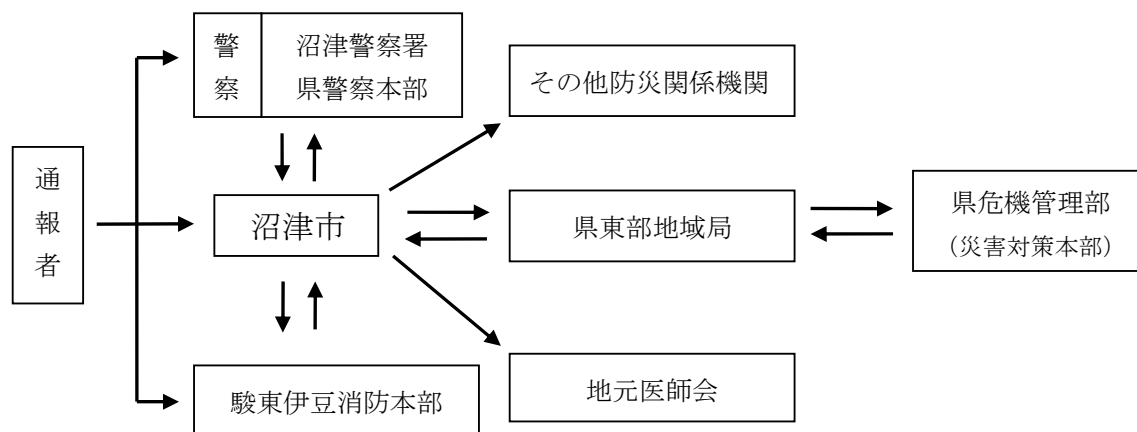 通報者
警察
沼津警察署
県警察本部
沼津市
駿東伊豆消防本部
その他防災関係機関
県東部地域局
地元医師会
県危機管理部
（災害対策本部）